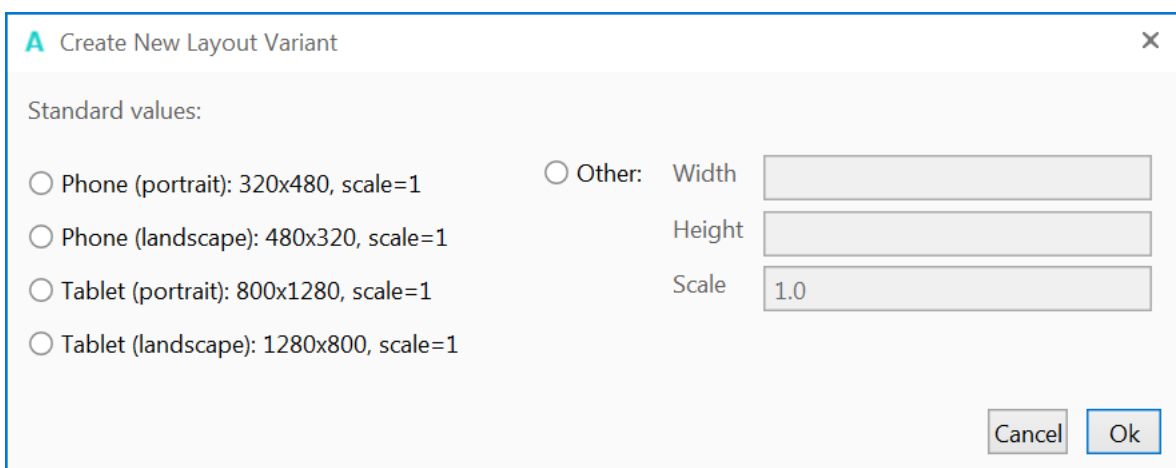 A Create New Layout Variant
Standard values:
Phone (portrait): 320x480, scale=1
Phone (landscape): 480x320, scale=1
Tablet (portrait): 800x1280, scale=1
Tablet (landscape): 1280x800, scale=1
Other: Width
Height
Scale 1.0
Cancel Ok